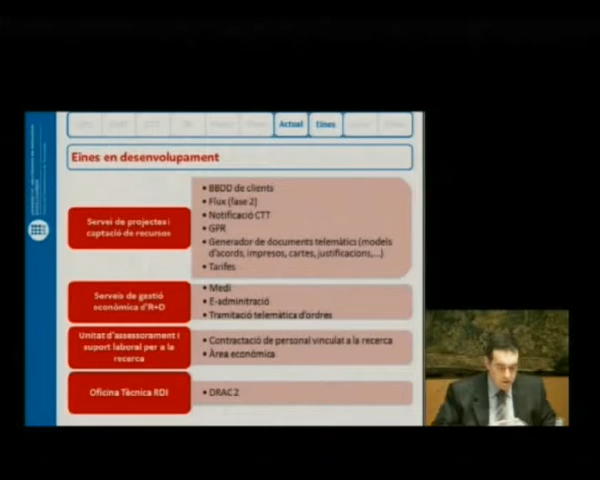 Actual
Eines
Eines en desenvolupament
Servei de projectes i
captació de recursos
• BBDD de clients
• Flux (fase 2)
• Notificació CTT
• GPR
• Generador de documents telemàtics (models
d'acords, impresos, cartes, justificacions,...)
• Tarifes
Serveis de gestió
econòmica d'R+D
• Medi
• E-adminitració
• Tramitació telemàtica d'ordres
Unitat d'assessorament i
suport laboral per a la
recerca
• Contractació de personal vinculat a la recerca
• Àrea econòmica
Oficina Tècnica RDI
• DRAC 2